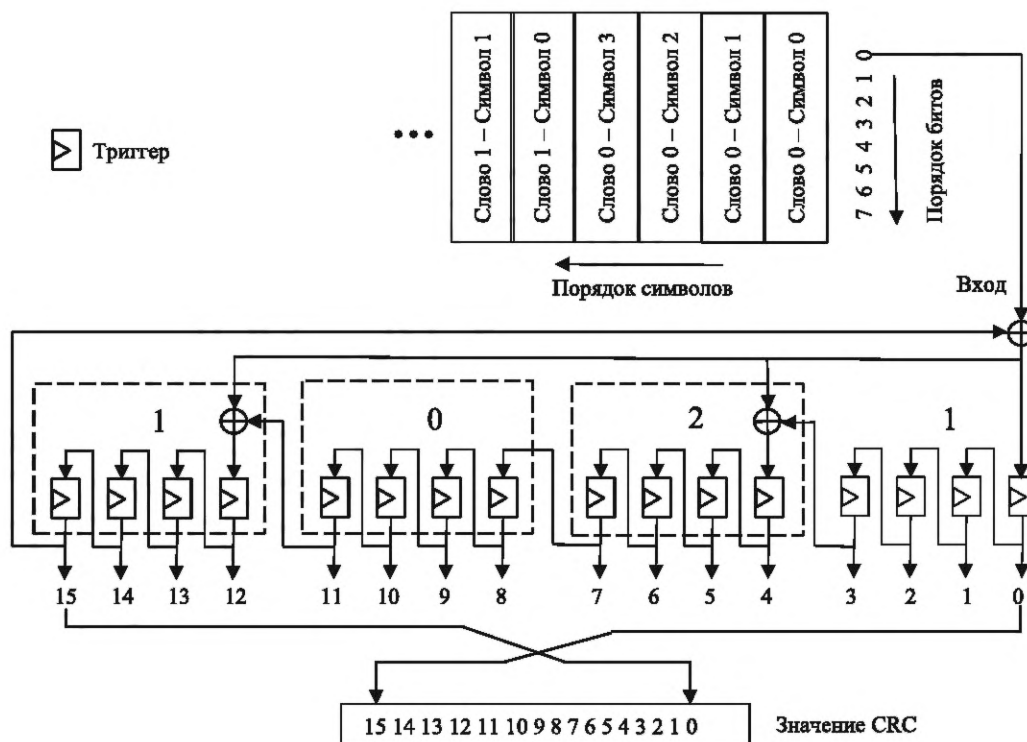 Слово 1 – Символ 1
Слово 1 – Символ 0
Слово 0 – Символ 3
Слово 0 – Символ 2
Слово 0 – Символ 1
Слово 0 – Символ 0
7 6 5 4 3 2 1 0
Порядок битов
Триггер
Порядок символов
Вход
1 0 2 1
15 14 13 12 11 10 9 8 7 6 5 4 3 2 1 0
15 14 13 12 11 10 9 8 7 6 5 4 3 2 1 0
Значение CRC